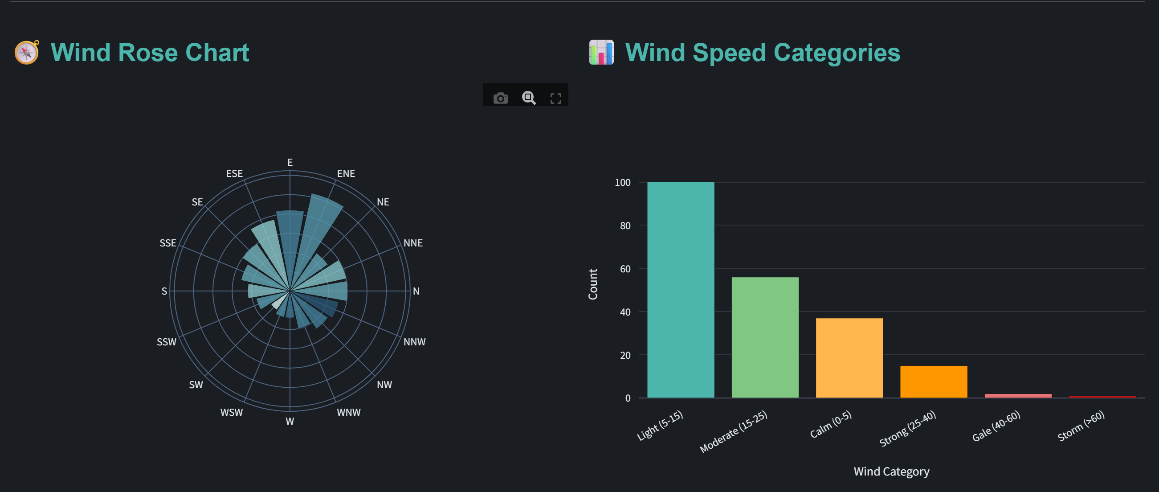 Wind Rose Chart
E
ESE
ENE
SE
NE
SSE
NNE
S
N
SSW
NNW
SW
NW
WSW
WNW
W
Wind Speed Categories
100
80
60
40
20
0
Count
Light (5-15)
Moderate (15-25)
Calm (0-5)
Strong (25-40)
Gale (40-60)
Storm (>60)
Wind Category